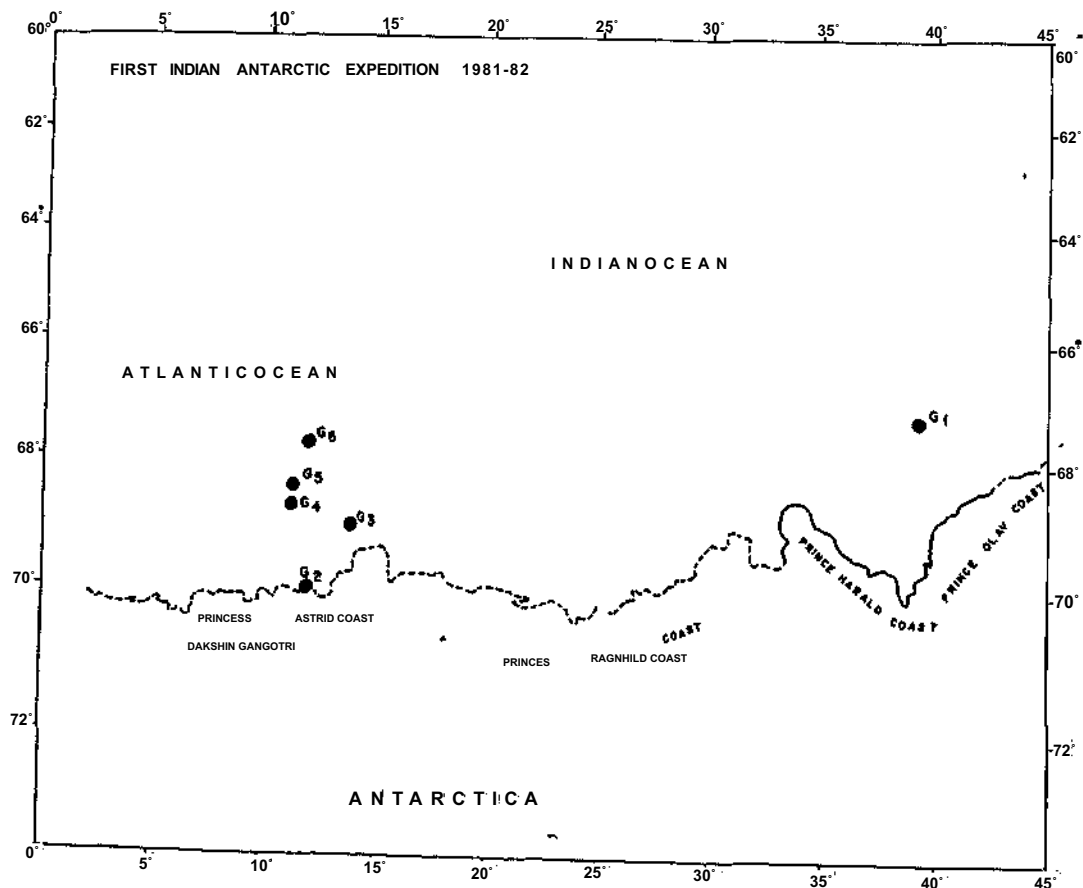 0° 5° 10° 15° 20° 25° 30° 35° 40° 45°
60° 60°
FIRST INDIAN ANTARCTIC EXPEDITION 1981-82
62° 62°
64° 64°
INDIANOCEAN
66° 66°
ATLANTICOCEAN
G1
G6
68° 68°
G5
G4
G3
PRINCE OLAV COAST
PRINCE HARALD COAST
G2
70° 70°
PRINCESS ASTRID COAST
COAST
DAKSHIN GANGOTRI
PRINCES RAGNHILD COAST
72° 72°
ANTARCTICA
0° 5° 10° 15° 20° 25° 30° 35° 40° 45°